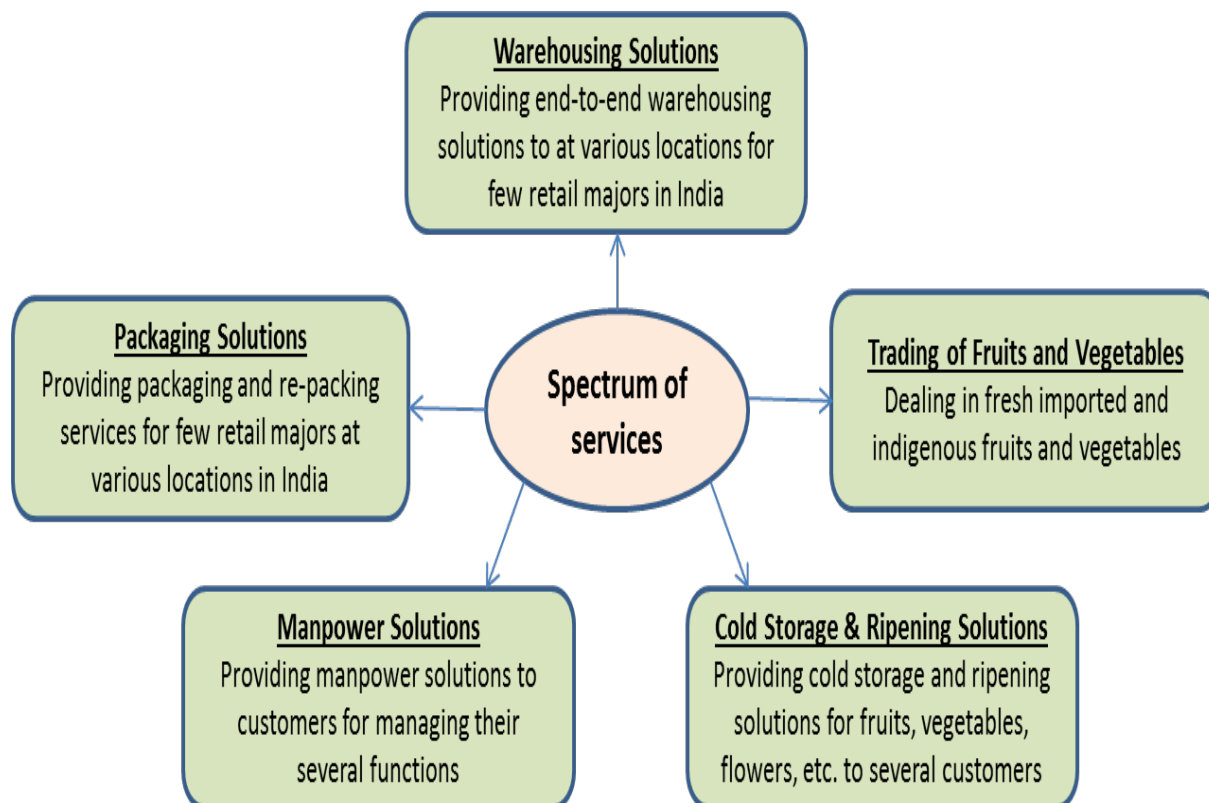 Warehousing Solutions
Providing end-to-end warehousing
solutions to at various locations for
few retail majors in India
Packaging Solutions
Providing packaging and re-packing
services for few retail majors at
various locations in India
Spectrum of
services
Trading of Fruits and Vegetables
Dealing in fresh imported and
indigenous fruits and vegetables
Manpower Solutions
Providing manpower solutions to
customers for managing their
several functions
Cold Storage & Ripening Solutions
Providing cold storage and ripening
solutions for fruits, vegetables,
flowers, etc. to several customers